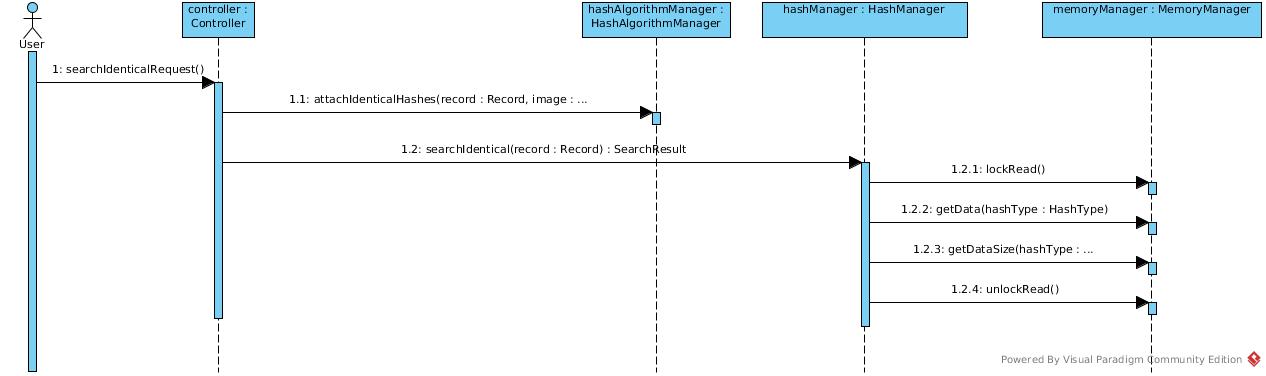 controller :
Controller
hashAlgorithmManager :
HashAlgorithmManager
hashManager : HashManager
memoryManager : MemoryManager
User
1: searchIdenticalRequest()
1.1: attachIdenticalHashes(record : Record, image : ...
1.2: searchIdentical(record : Record) : SearchResult
1.2.1: lockRead()
1.2.2: getData(hashType : HashType)
1.2.3: getDataSize(hashType : ...
1.2.4: unlockRead()
Powered By Visual Paradigm Community Edition